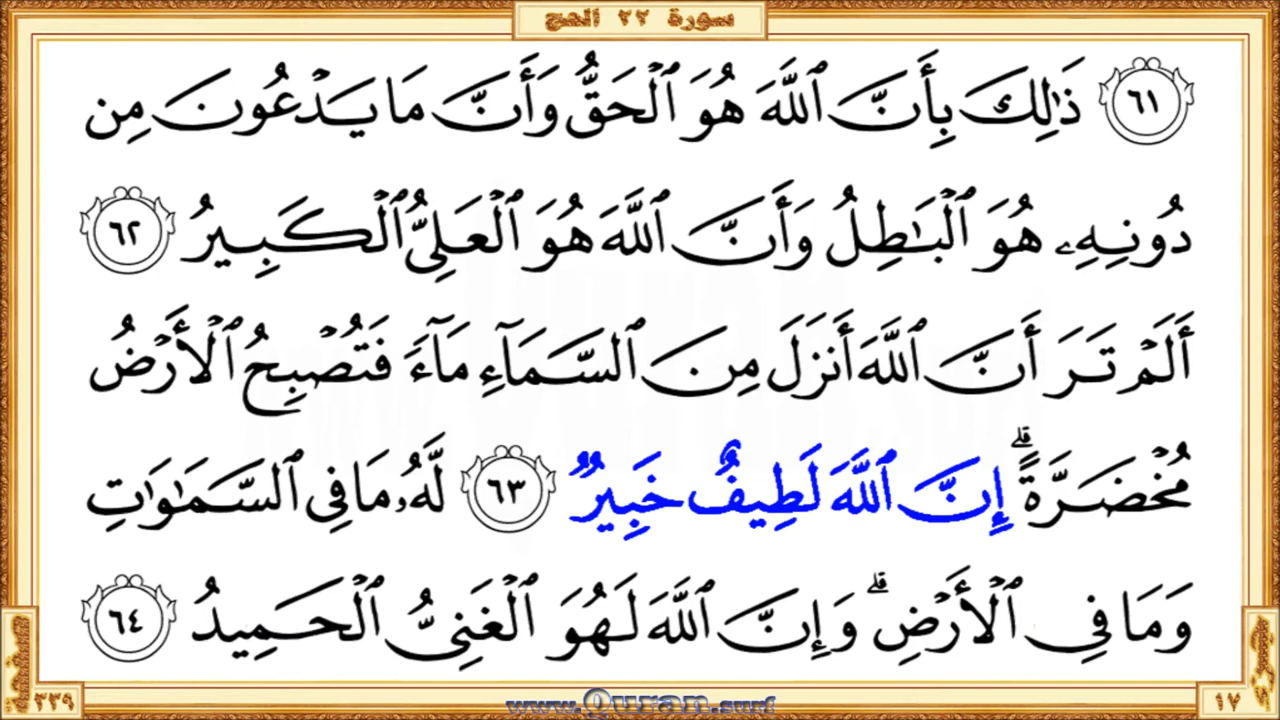 سورة ٢٢ الحج
٦١ ذَٰلِكَ بِأَنَّ ٱللَّهَ هُوَ ٱلْحَقُّ وَأَنَّ مَا يَدْعُونَ مِن
دُونِهِۦ هُوَ ٱلْبَٰطِلُ وَأَنَّ ٱللَّهَ هُوَ ٱلْعَلِىُّ ٱلْكَبِيرُ ٦٢
أَلَمْ تَرَ أَنَّ ٱللَّهَ أَنزَلَ مِنَ ٱلسَّمَآءِ مَآءً فَتُصْبِحُ ٱلْأَرْضُ
مُخْضَرَّةً ۗ إِنَّ ٱللَّهَ لَطِيفٌ خَبِيرٌ ٦٣ لَّهُۥ مَا فِى ٱلسَّمَٰوَٰتِ
وَمَا فِى ٱلْأَرْضِ ۗ وَإِنَّ ٱللَّهَ لَهُوَ ٱلْغَنِىُّ ٱلْحَمِيدُ ٦٤
٣٣٩
١٧
www.Quran.surf